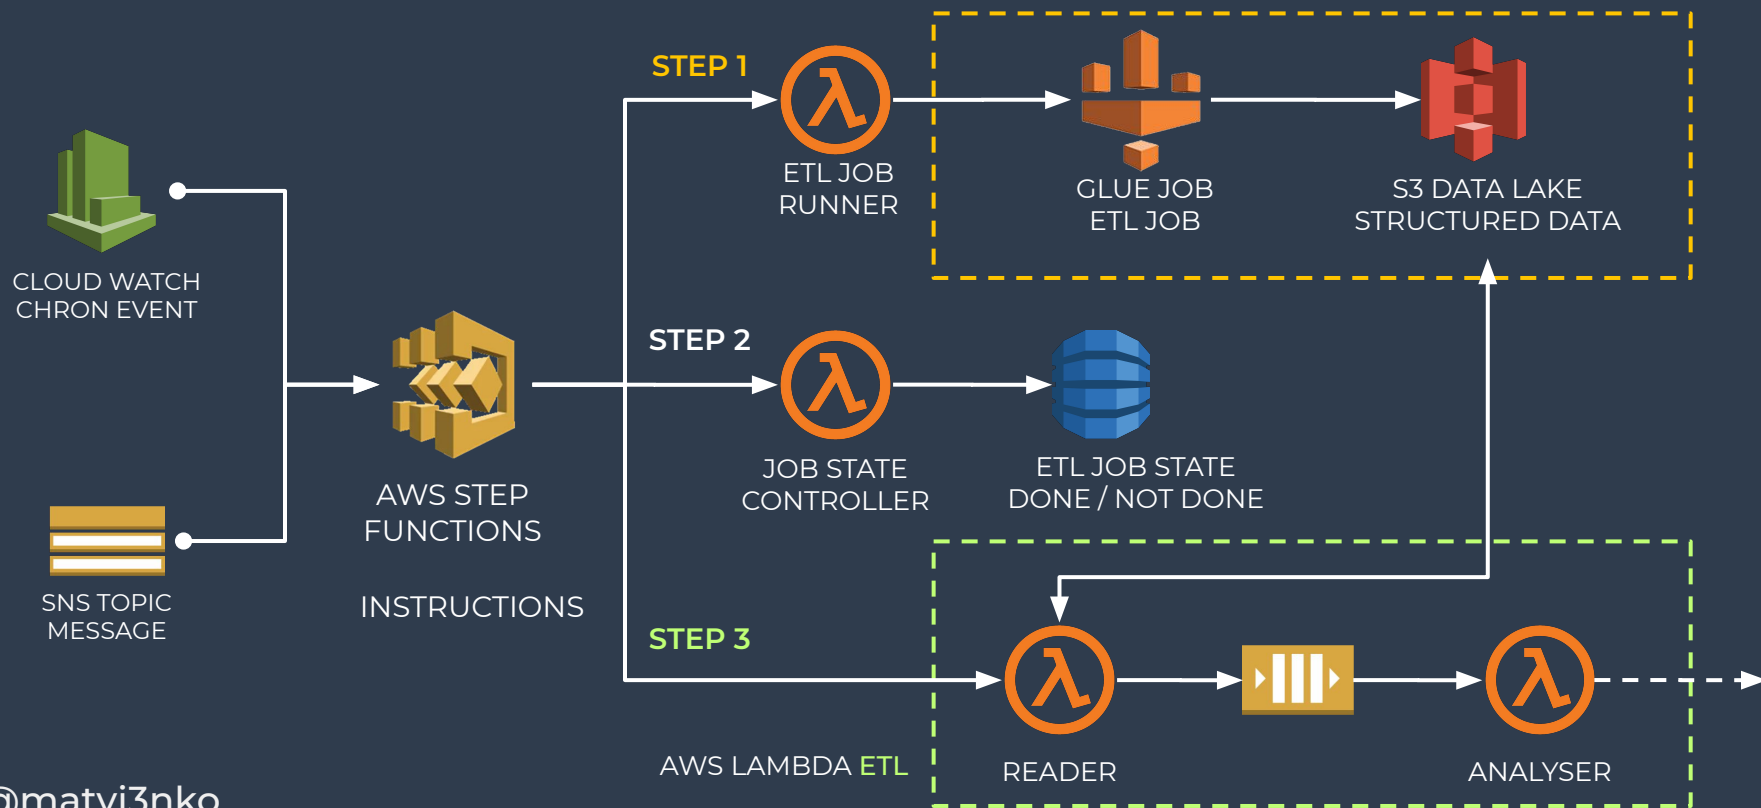 STEP 1
ETL JOB
RUNNER
GLUE JOB
ETL JOB
S3 DATA LAKE
STRUCTURED DATA
CLOUD WATCH
CHRON EVENT
STEP 2
JOB STATE
CONTROLLER
ETL JOB STATE
DONE / NOT DONE
AWS STEP
FUNCTIONS
INSTRUCTIONS
SNS TOPIC
MESSAGE
STEP 3
AWS LAMBDA ETL
READER
ANALYSER
@matvi3nko